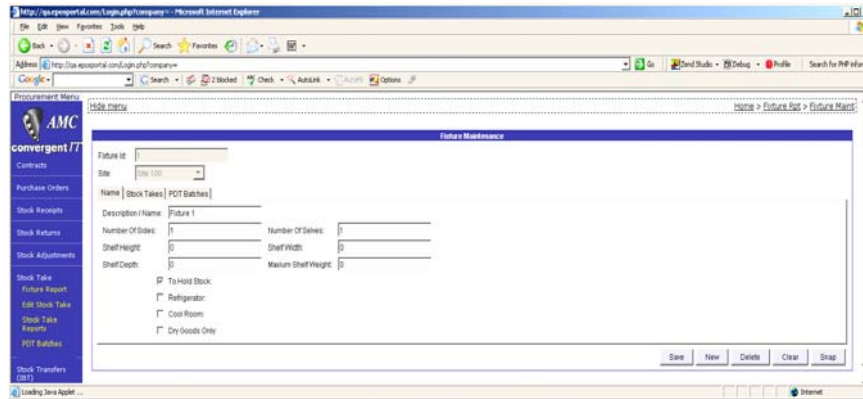 http://qa.eposportal.com/Login.php?company= - Microsoft Internet Explorer
File Edit View Favorites Tools Help
Back Search Favorites
Address http://qa.eposportal.com/Login.php?company= Go Zend Studio Debug Profile Search for PHP
Google Search 2 blocked Check AutoLink AutoFill Options
Procurement Menu
Hide menu
Home > Fixture Rpt > Fixture Maint
AMC
convergent IT
Fixture Maintenance
Fixture Id: 1
Site: Site 100
Name Stock Takes PDT Batches
Description / Name: Fixture 1
Number Of Sides: 1 Number Of Selves: 1
Shelf Height: 0 Shelf Width: 0
Shelf Depth: 0 Maxium Shelf Weight: 0
To Hold Stock:
Refrigerator:
Cool Room:
Dry Goods Only:
Save New Delete Clear Snap
Contracts
Purchase Orders
Stock Receipts
Stock Returns
Stock Adjustments
Stock Take
Fixture Report
Edit Stock Take
Stock Take
Reports
PDT Batches
Stock Transfers
(IBT)
Loading Java Applet ... Internet